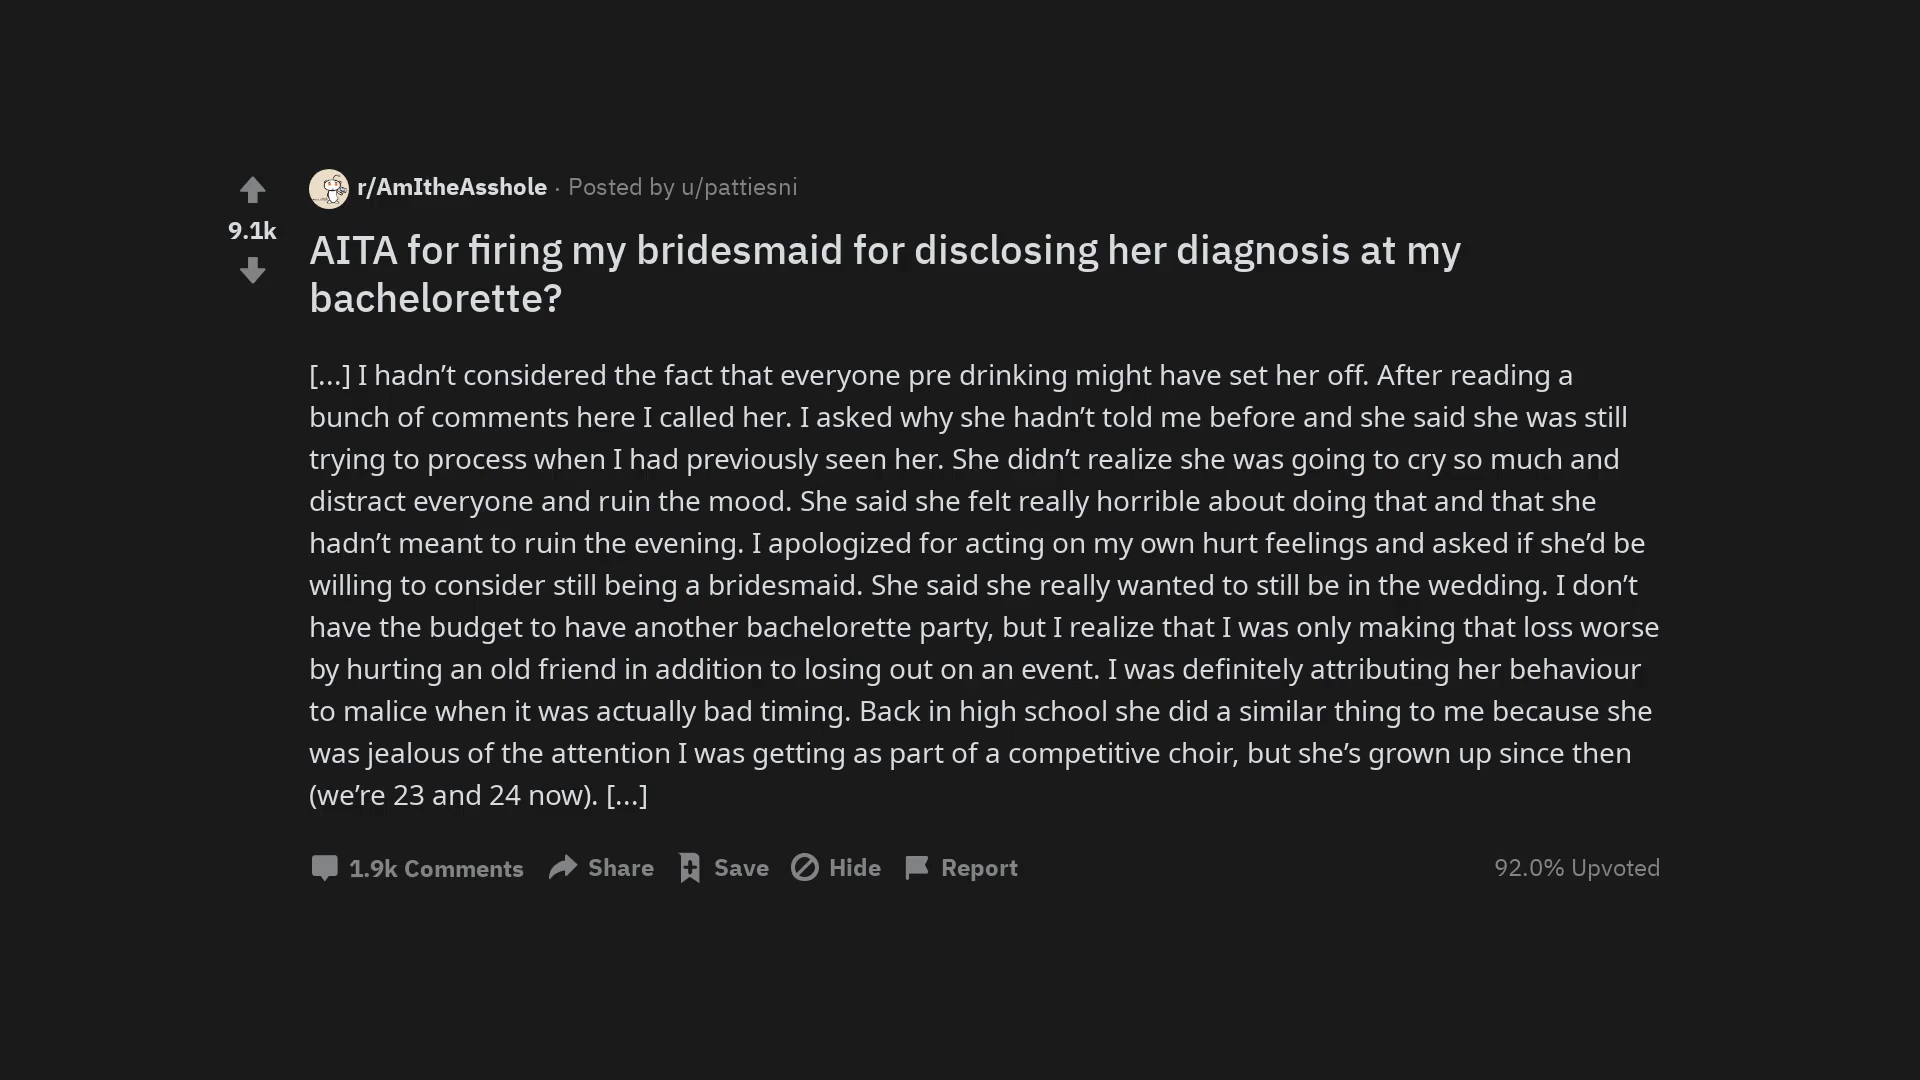 r/AmItheAsshole · Posted by u/pattiesni
9.1k
AITA for firing my bridesmaid for disclosing her diagnosis at my
bachelorette?
[...] I hadn’t considered the fact that everyone pre drinking might have set her off. After reading a
bunch of comments here I called her. I asked why she hadn’t told me before and she said she was still
trying to process when I had previously seen her. She didn’t realize she was going to cry so much and
distract everyone and ruin the mood. She said she felt really horrible about doing that and that she
hadn’t meant to ruin the evening. I apologized for acting on my own hurt feelings and asked if she’d be
willing to consider still being a bridesmaid. She said she really wanted to still be in the wedding. I don’t
have the budget to have another bachelorette party, but I realize that I was only making that loss worse
by hurting an old friend in addition to losing out on an event. I was definitely attributing her behaviour
to malice when it was actually bad timing. Back in high school she did a similar thing to me because she
was jealous of the attention I was getting as part of a competitive choir, but she’s grown up since then
(we’re 23 and 24 now). [...]
1.9k Comments Share Save Hide Report 92.0% Upvoted